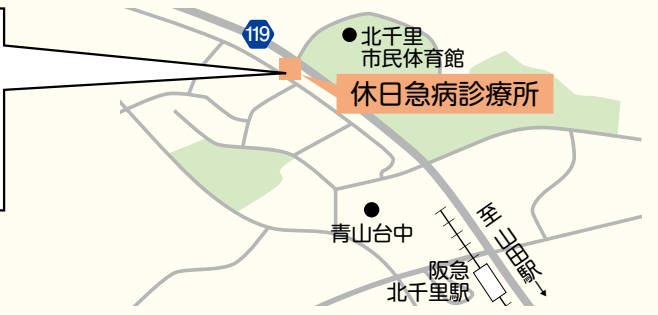 119
北千里
市民体育館
休日急病診療所
青山台中
至 山田駅
阪急
北千里駅